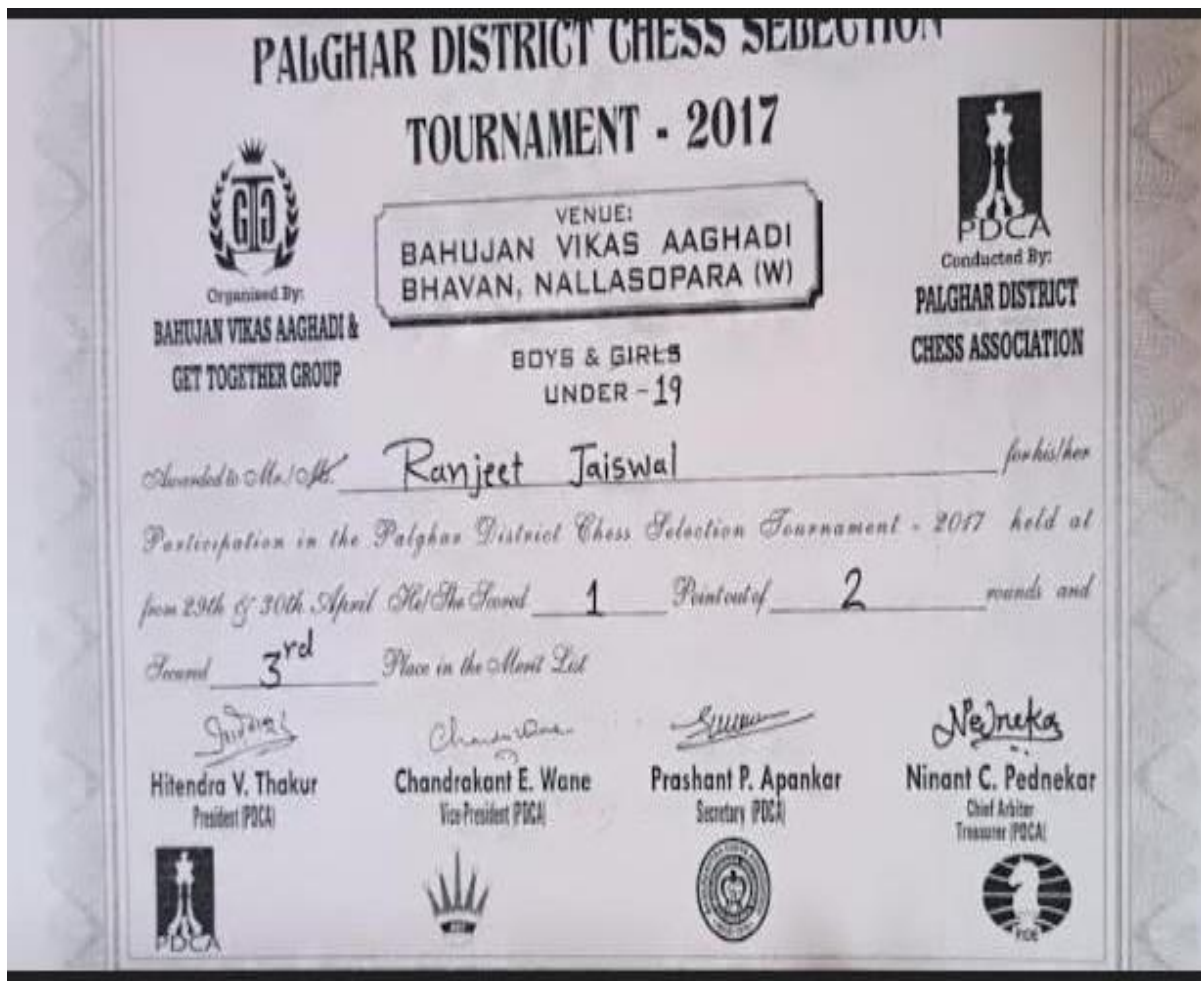 PALGHAR DISTRICT CHESS SELECTION
TOURNAMENT - 2017
GTG
Organised By:
BAHUJAN VIKAS AAGHADI &
GET TOGETHER GROUP
VENUE:
BAHUJAN VIKAS AAGHADI
BHAVAN, NALLASOPARA (W)
BOYS & GIRLS
UNDER - 19
PDCA
Conducted By:
PALGHAR DISTRICT
CHESS ASSOCIATION
Awarded to Mr./Ms. Ranjeet Jaiswal for his/her
Participation in the Palghar District Chess Selection Tournament - 2017 held at
from 29th & 30th April He/She Scored 1 Point out of 2 rounds and
Secured 3rd Place in the Merit List
Hitendra V. Thakur
President (PDCA)
Chandrakant E. Wane
Vice-President (PDCA)
Prashant P. Apankar
Secretary (PDCA)
Ninant C. Pednekar
Chief Arbiter
Treasurer (PDCA)
PDCA
FIDE